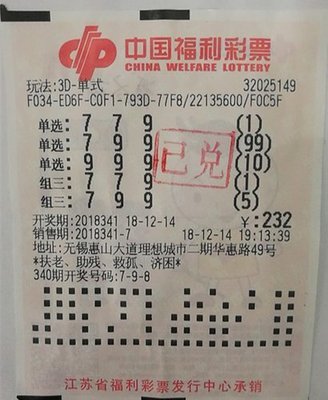 中国福利彩票
CHINA WELFARE LOTTERY
玩法:3D-单式 32025149
F034-ED6F-C0F1-793D-77F8/22135600/F0C5F
单选: 7 7 9 (1)
单选: 7 9 9 (99)
单选: 9 9 9 (10)
组三: 7 7 9 (1)
组三: 7 9 9 (5)
已兑
开奖期:2018341 18-12-14 ¥:232
销售期:2018341-7 18-12-14 19:13:39
地址:无锡惠山大道理想城市二期华惠路49号
*扶老、助残、救孤、济困*
340期开奖号码:7-9-8
江苏省福利彩票发行中心承销